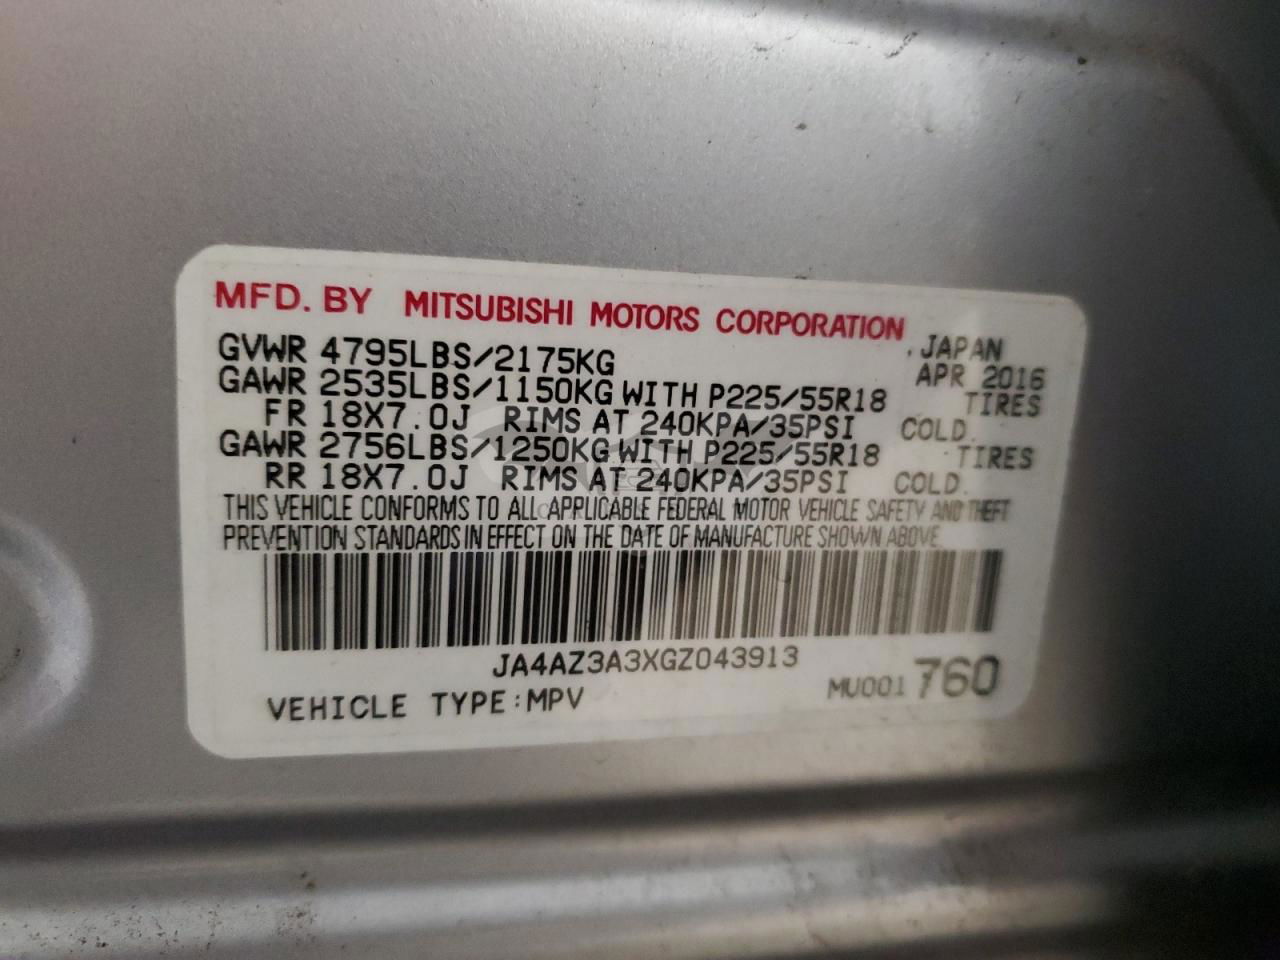 MFD. BY MITSUBISHI MOTORS CORPORATION
GVWR 4795LBS/2175KG JAPAN
APR 2016
GAWR 2535LBS/1150KG WITH P225/55R18 TIRES
FR 18X7.0J RIMS AT 240KPA/35PSI COLD.
GAWR 2756LBS/1250KG WITH P225/55R18 TIRES
RR 18X7.0J RIMS AT 240KPA/35PSI COLD.
THIS VEHICLE CONFORMS TO ALL APPLICABLE FEDERAL MOTOR VEHICLE SAFETY AND THEFT
PREVENTION STANDARDS IN EFFECT ON THE DATE OF MANUFACTURE SHOWN ABOVE.
JA4AZ3A3XGZ043913
VEHICLE TYPE:MPV MU001760